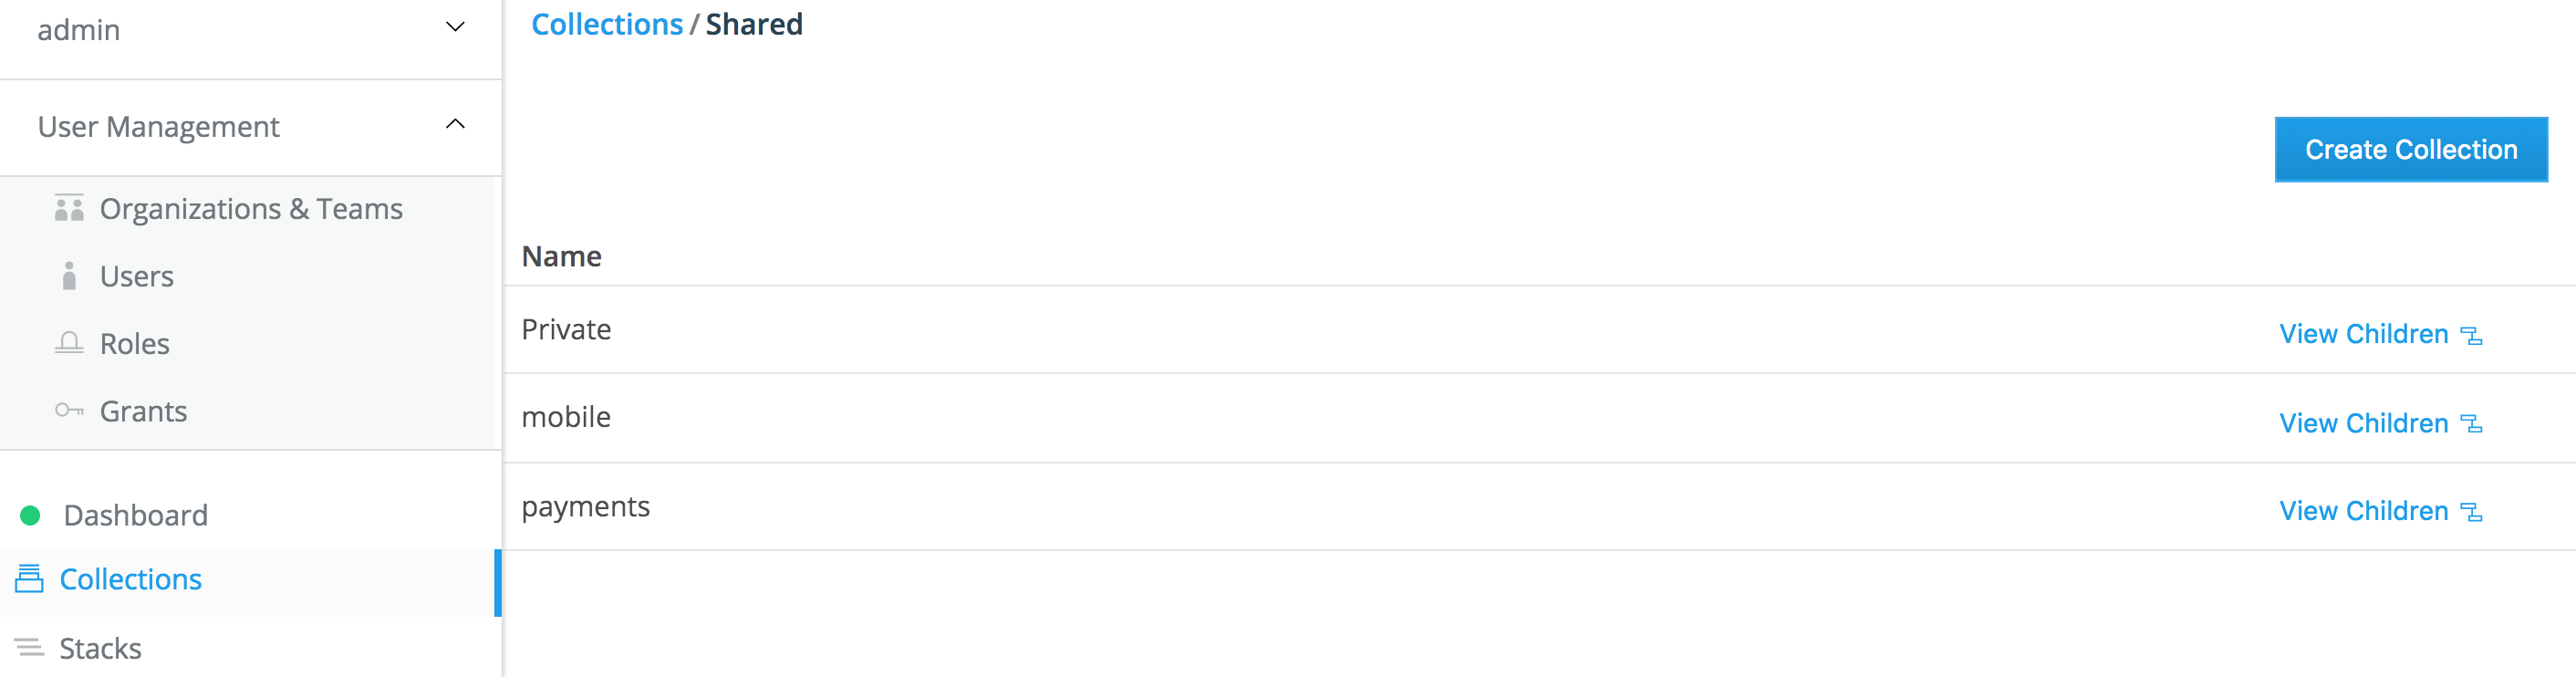 admin
User Management
Organizations & Teams
Users
Roles
Grants
Dashboard
Collections
Stacks
Collections / Shared
Create Collection
Name
Private View Children
mobile View Children
payments View Children